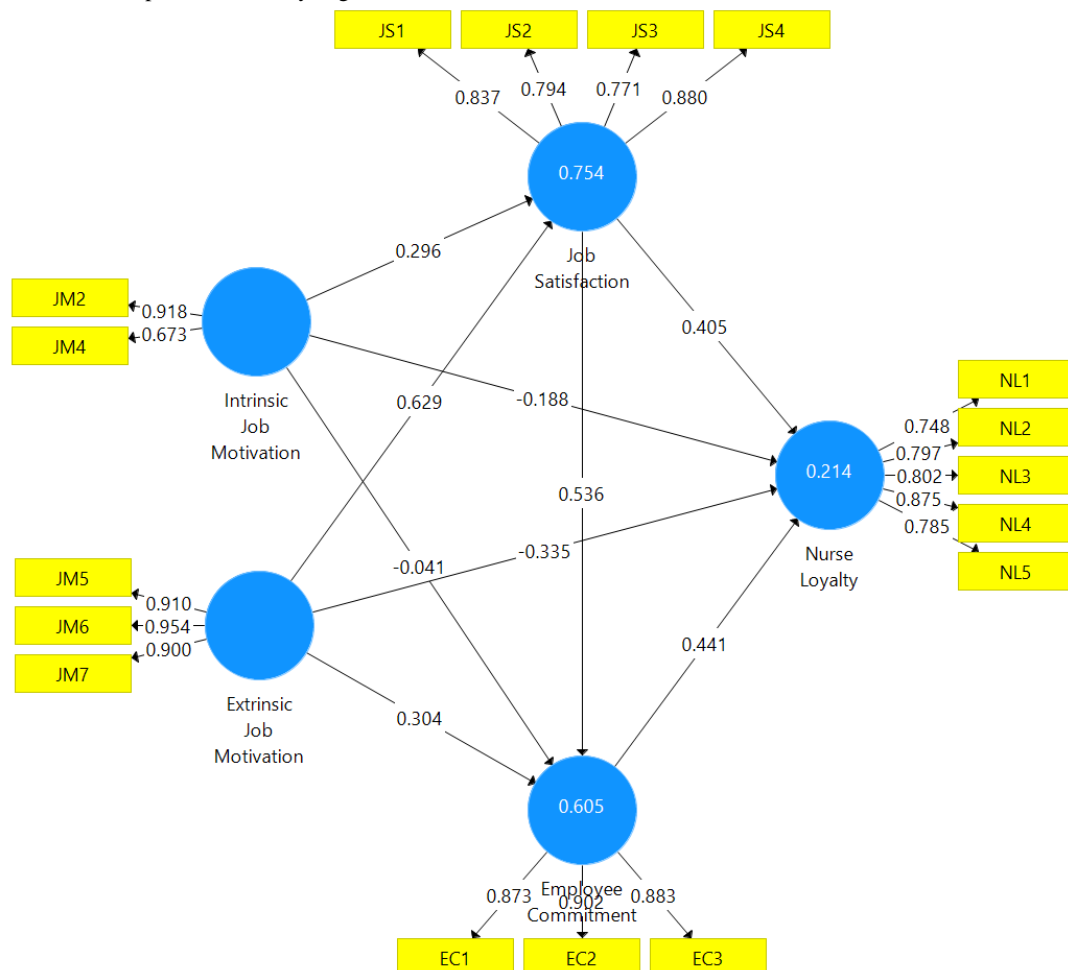 JS1 JS2 JS3 JS4
0.837 0.794 0.771 0.880
0.754
Job
Satisfaction
0.296
JM2
JM4
0.918
0.673
Intrinsic
Job
Motivation
0.405
0.629
-0.188
NL1
NL2
NL3
NL4
NL5
0.748
0.797
0.802
0.875
0.785
0.214
Nurse
Loyalty
0.536
-0.335
-0.041
JM5
JM6
JM7
0.910
0.954
0.900
Extrinsic
Job
Motivation
0.304
0.441
0.605
Employee
Commitment
0.873 0.902 0.883
EC1 EC2 EC3